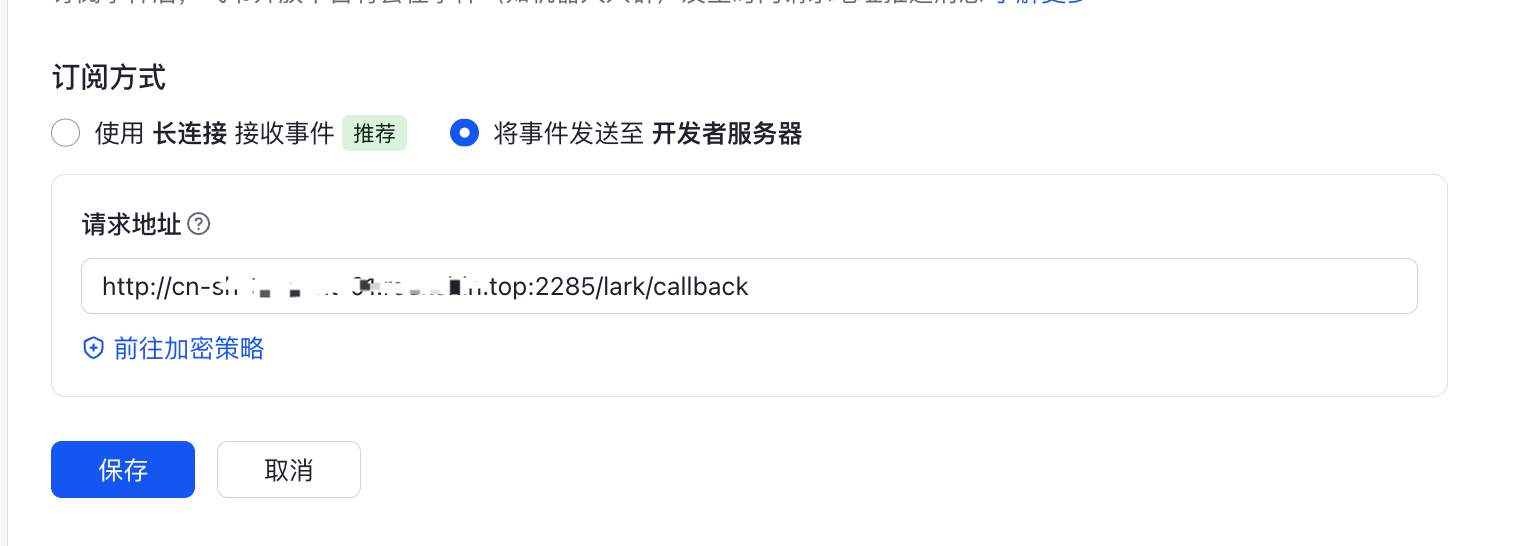 订阅方式
使用 长连接 接收事件 推荐 将事件发送至 开发者服务器
请求地址
http://cn-sh .top:2285/lark/callback
前往加密策略
保存 取消